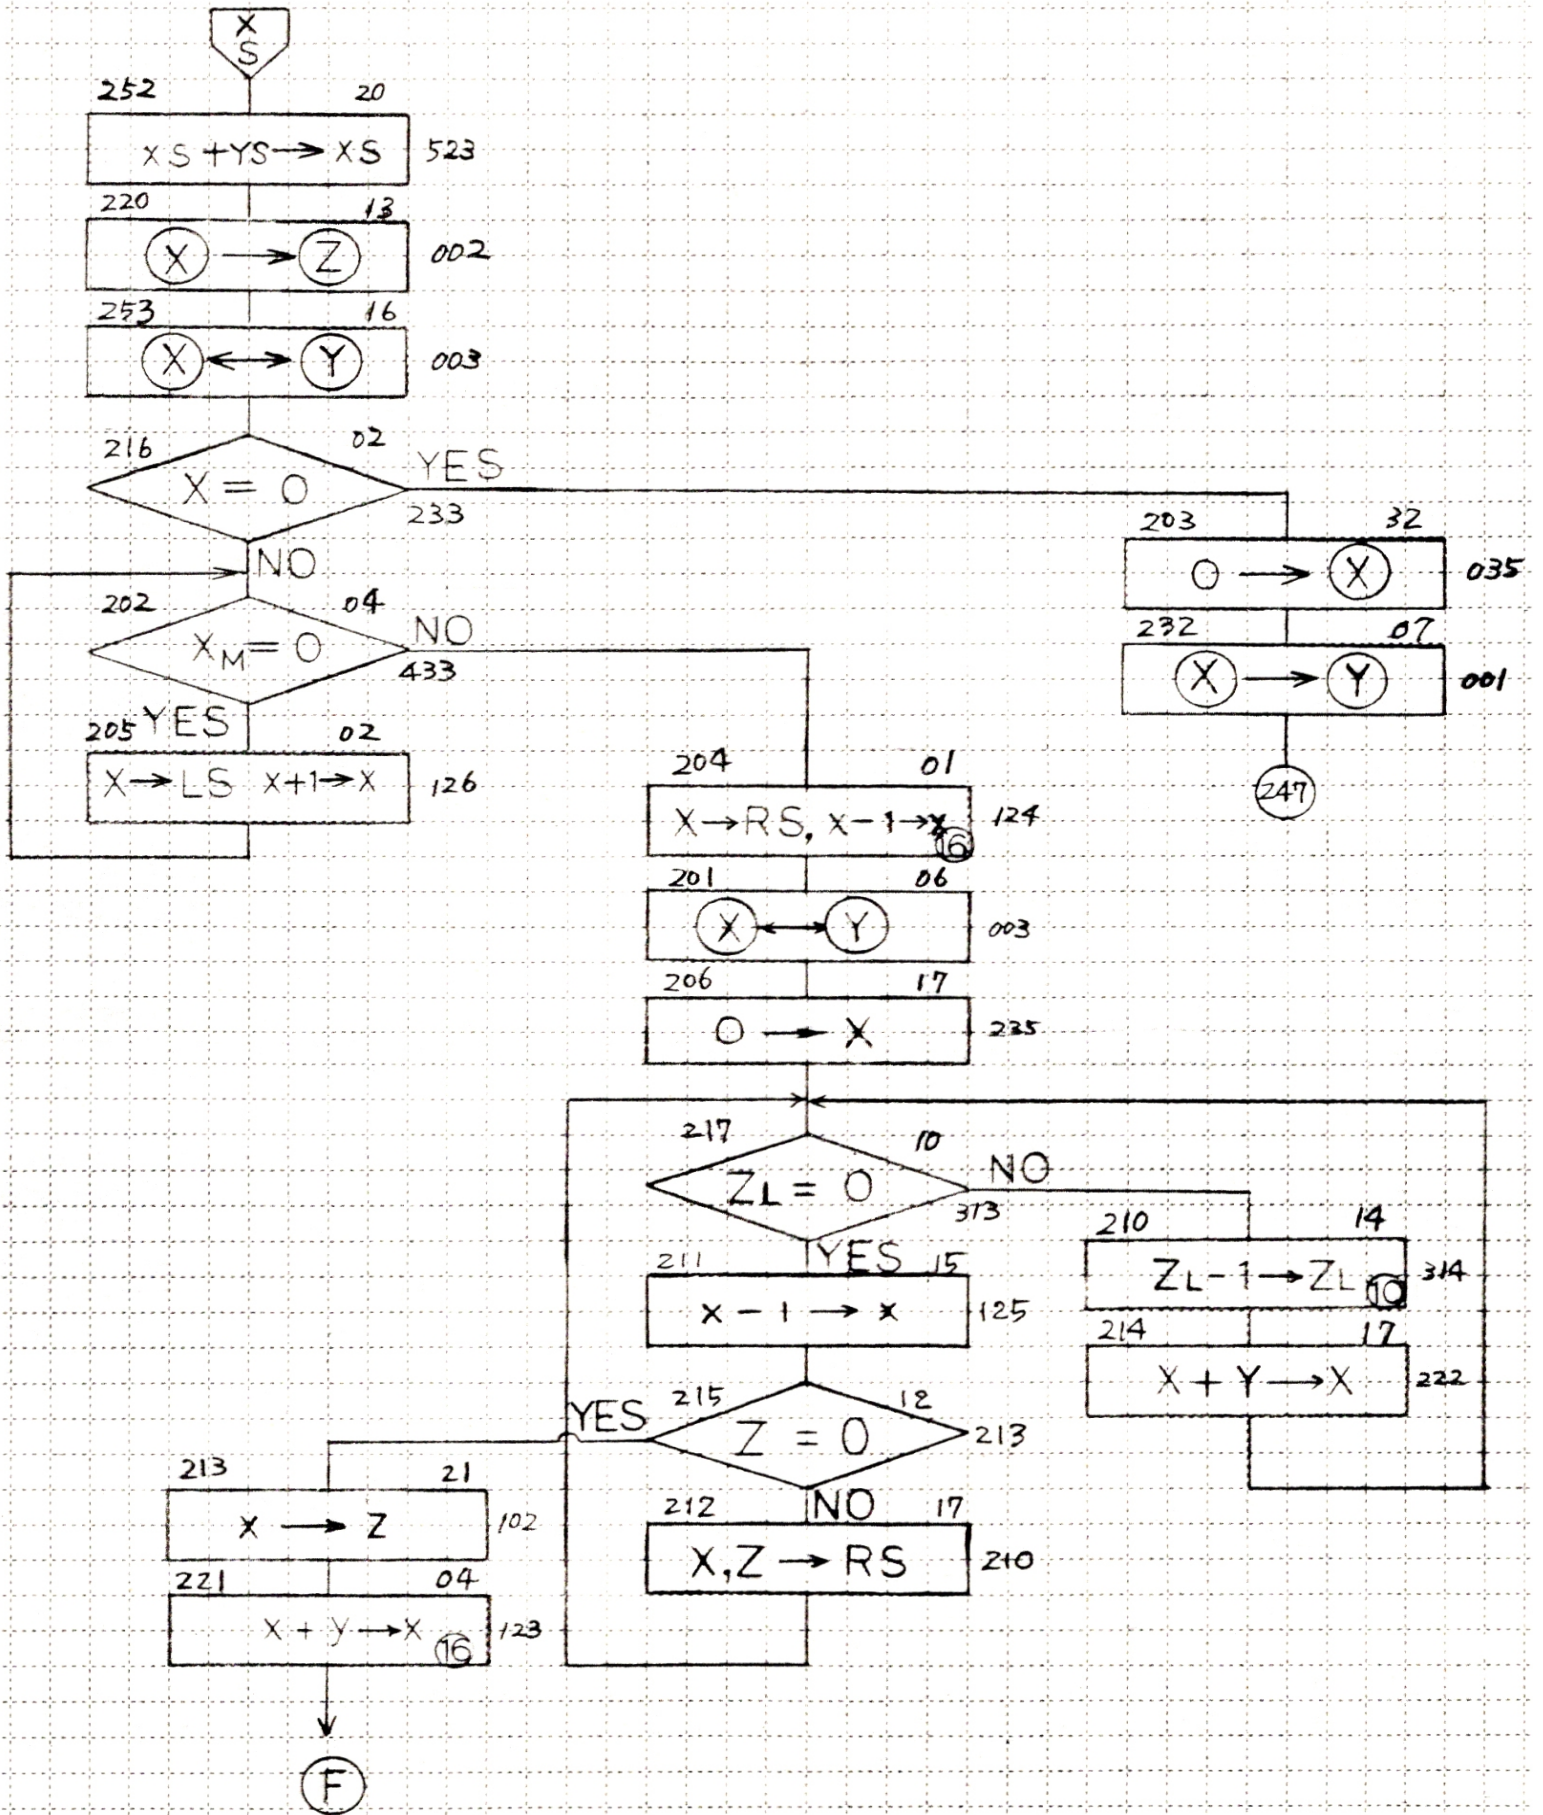 X
S
252 20
XS+YS→XS 523
220 13
X → Z 002
253 16
X ↔ Y 003
216 02
X = 0 YES
233
NO
203 32
0 → X 035
202 04
X_M = 0 NO
433
232 07
X → Y 001
247
YES
205 02
X→LS x+1→x 126
204 01
X→RS, x-1→x 16 124
201 06
X ↔ Y 003
206 17
0 → X 235
217 10
ZL = 0 NO
313
YES
210 14
ZL-1→ZL 10 314
211 15
x - 1 → x 125
214 17
X + Y → X 222
215 12
YES Z = 0 213
NO
213 21
X → Z 102
212 17
X,Z → RS 210
221 04
x + y → x 16 123
F